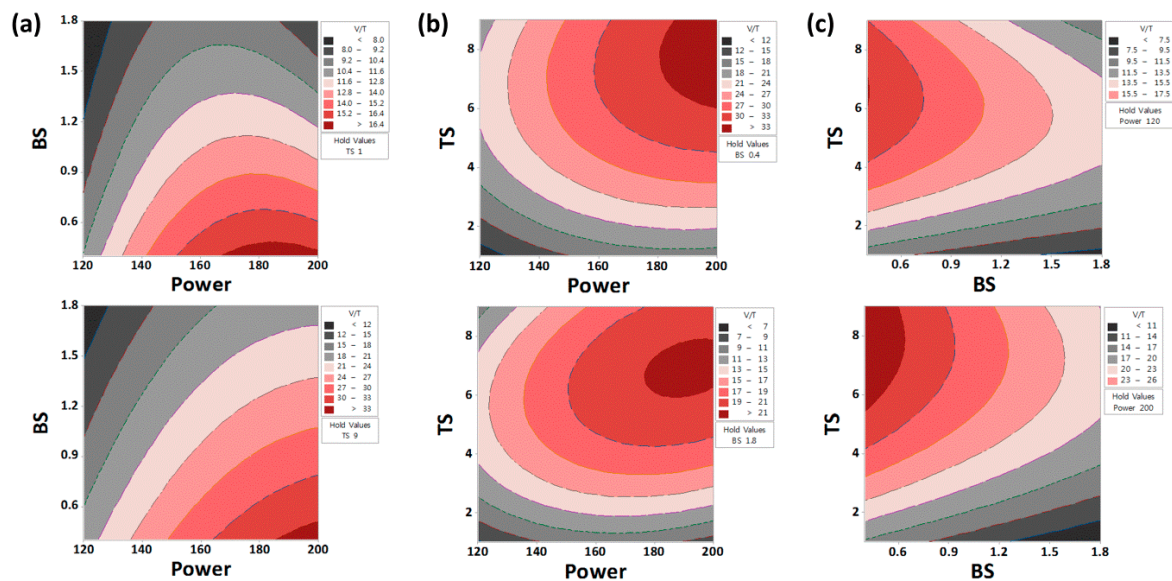 (a)
1.8
1.5
1.2
0.9
0.6
BS
120 140 160 180 200
Power
V/T
< 8.0
8.0 – 9.2
9.2 – 10.4
10.4 – 11.6
11.6 – 12.8
12.8 – 14.0
14.0 – 15.2
15.2 – 16.4
> 16.4
Hold Values
TS 1
(b)
8
6
4
2
TS
120 140 160 180 200
Power
V/T
< 12
12 – 15
15 – 18
18 – 21
21 – 24
24 – 27
27 – 30
30 – 33
> 33
Hold Values
BS 0.4
(c)
8
6
4
2
TS
0.6 0.9 1.2 1.5 1.8
BS
V/T
< 7.5
7.5 – 9.5
9.5 – 11.5
11.5 – 13.5
13.5 – 15.5
15.5 – 17.5
Hold Values
Power 120
1.8
1.5
1.2
0.9
0.6
BS
120 140 160 180 200
Power
V/T
< 12
12 – 15
15 – 18
18 – 21
21 – 24
24 – 27
27 – 30
30 – 33
> 33
Hold Values
TS 9
8
6
4
2
TS
120 140 160 180 200
Power
V/T
< 7
7 – 9
9 – 11
11 – 13
13 – 15
15 – 17
17 – 19
19 – 21
> 21
Hold Values
BS 1.8
8
6
4
2
TS
0.6 0.9 1.2 1.5 1.8
BS
V/T
< 11
11 – 14
14 – 17
17 – 20
20 – 23
23 – 26
Hold Values
Power 200